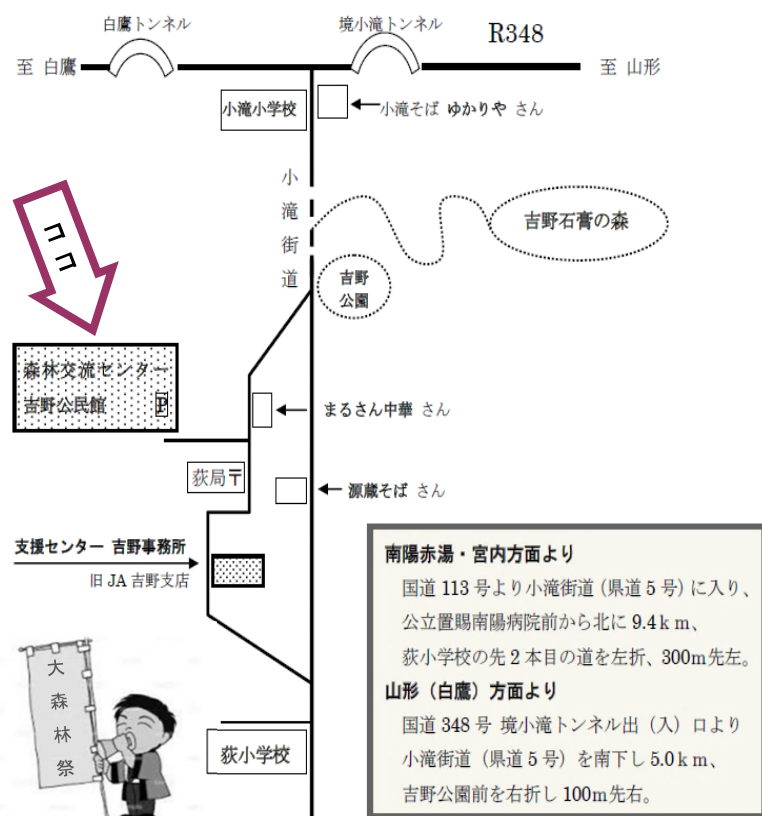 白鷹トンネル
境小滝トンネル
R348
至 白鷹
至 山形
小滝小学校
小滝そば ゆかりや さん
小滝街道
吉野石膏の森
ココ
吉野
公園
森林交流センター
吉野公民館 P
まるさん中華 さん
荻局〒
源蔵そば さん
支援センター 吉野事務所
旧 JA 吉野支店
南陽赤湯・宮内方面より
国道 113 号より小滝街道（県道 5 号）に入り、
公立置賜南陽病院前から北に 9.4ｋｍ、
荻小学校の先 2 本目の道を左折、300m先左。
山形（白鷹）方面より
国道 348 号 境小滝トンネル出（入）口より
小滝街道（県道 5 号）を南下し 5.0ｋｍ、
吉野公園前を右折し 100m先右。
大森林祭
荻小学校